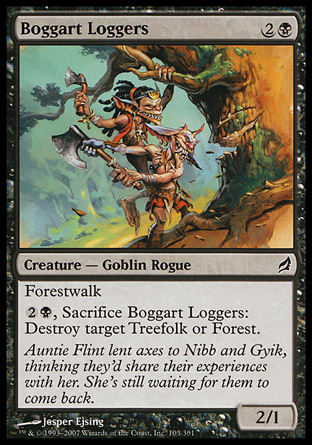 Boggart Loggers 2
Creature — Goblin Rogue
Forestwalk
2, Sacrifice Boggart Loggers:
Destroy target Treefolk or Forest.
Auntie Flint lent axes to Nibb and Gyik,
thinking they'd share their experiences
with her. She's still waiting for them to
come back.
Jesper Ejsing
2/1
™ & © 1993–2007 Wizards of the Coast, Inc. 103/301